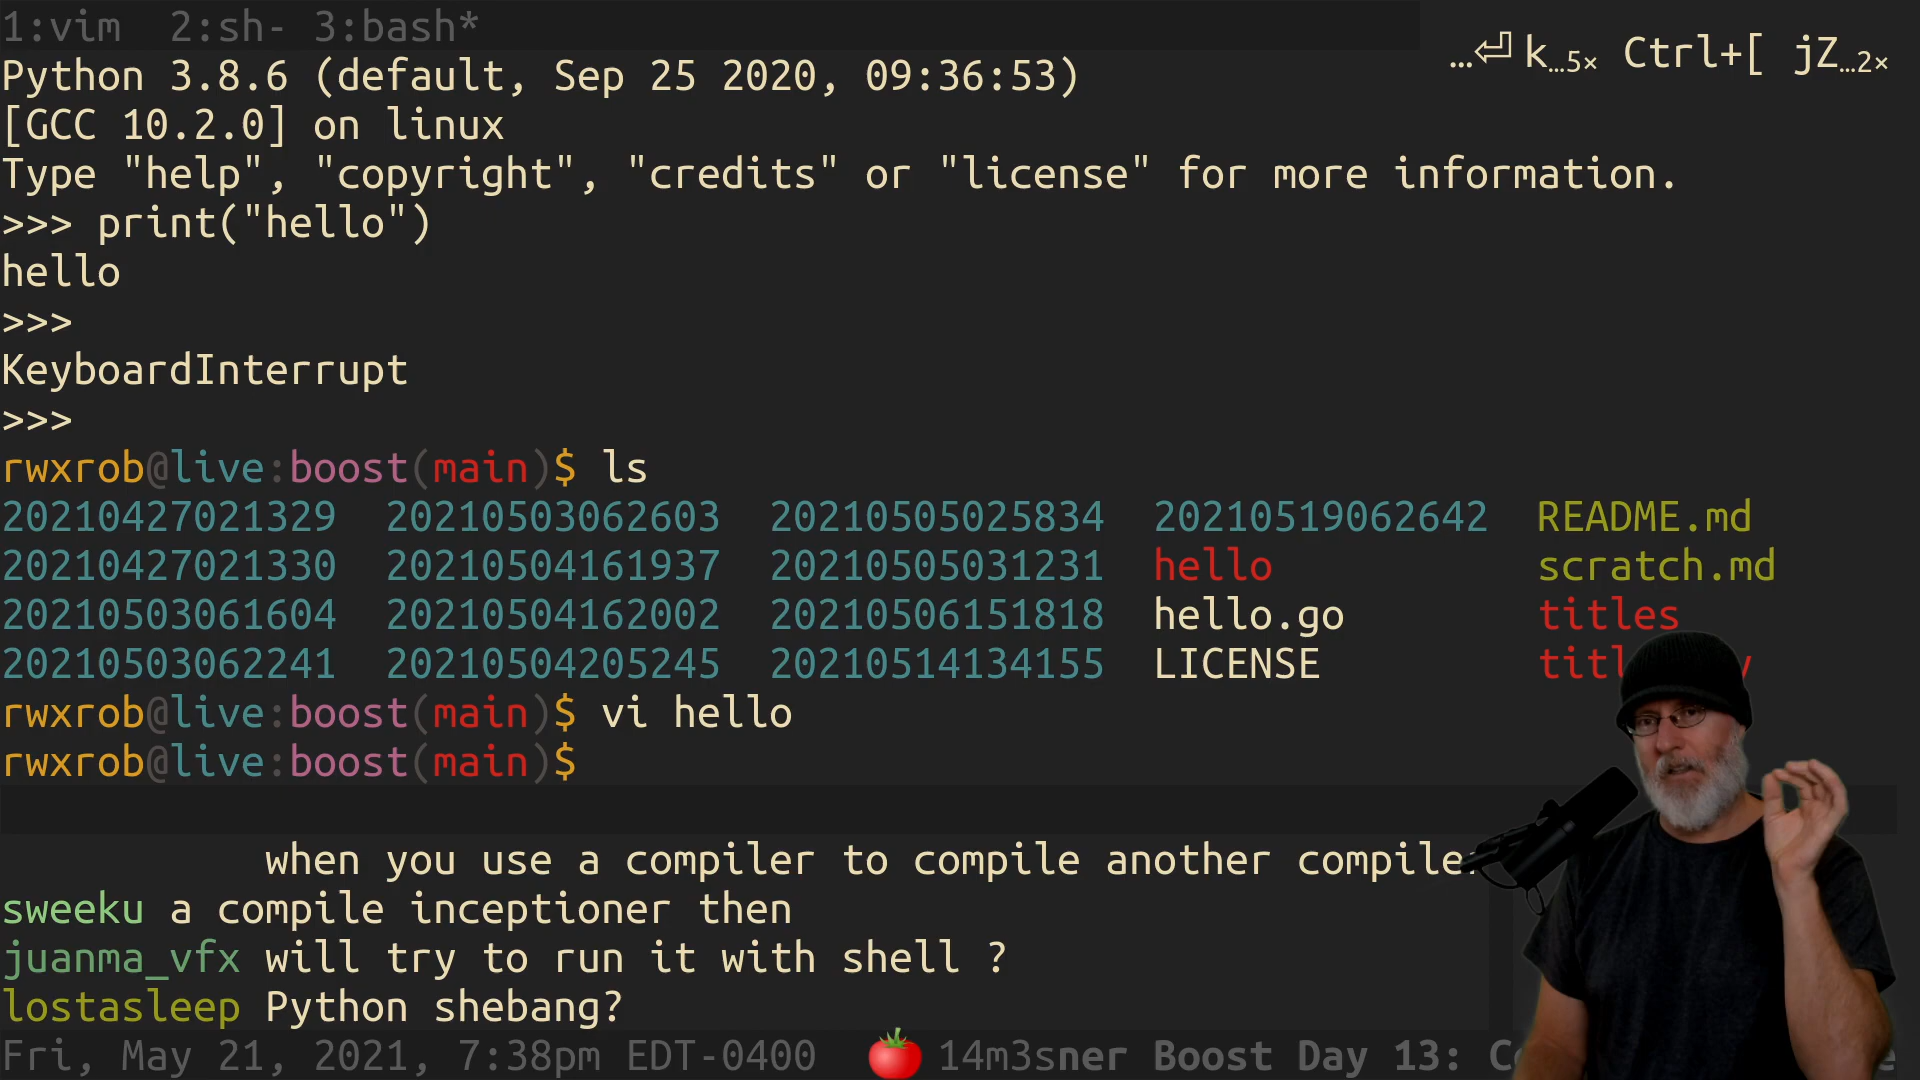 1:vim  2:sh- 3:bash*
…⏎ k…5× Ctrl+[ jZ…2×
Python 3.8.6 (default, Sep 25 2020, 09:36:53)
[GCC 10.2.0] on linux
Type "help", "copyright", "credits" or "license" for more information.
>>> print("hello")
hello
>>>
KeyboardInterrupt
>>>
rwxrob@live:boost(main)$ ls
20210427021329  20210503062603  20210505025834  20210519062642  README.md
20210427021330  20210504161937  20210505031231  hello  scratch.md
20210503061604  20210504162002  20210506151818  hello.go  titles
20210503062241  20210504205245  20210514134155  LICENSE
rwxrob@live:boost(main)$ vi hello
rwxrob@live:boost(main)$
when you use a compiler to compile another compiler
sweeku a compile inceptioner then
juanma_vfx will try to run it with shell ?
lostasleep Python shebang?
Fri, May 21, 2021, 7:38pm EDT-0400 🍅 14m3sner Boost Day 13: